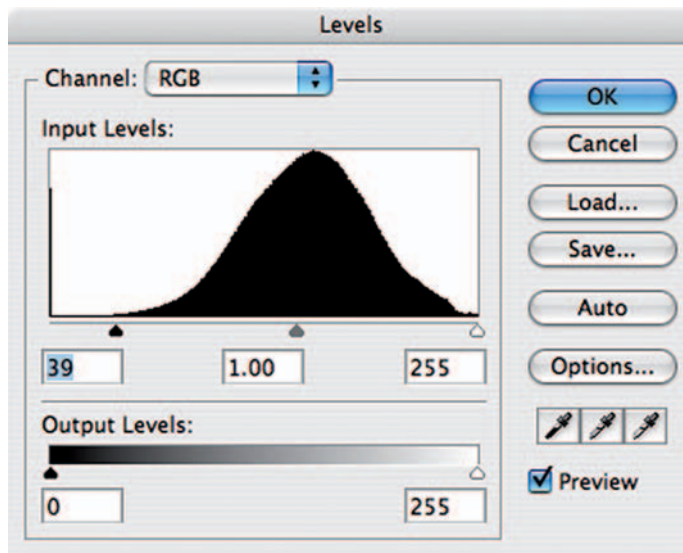 Levels
Channel: RGB
Input Levels:
39 1.00 255
Output Levels:
0 255
OK
Cancel
Load...
Save...
Auto
Options...
Preview